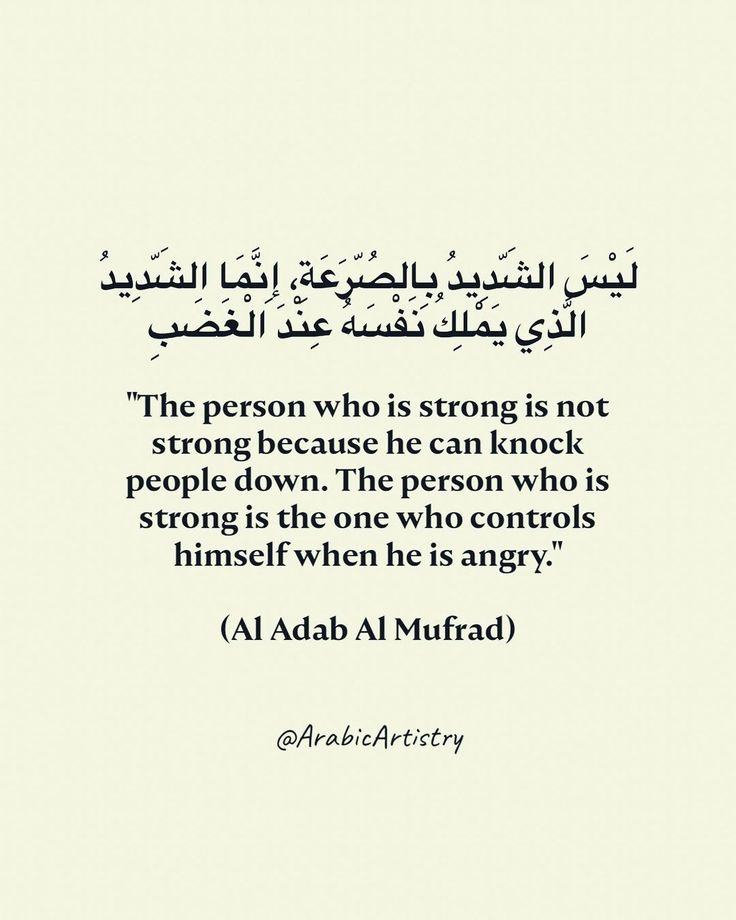 لَيْسَ الشَّدِيدُ بِالصُّرَعَةِ، إِنَّمَا الشَّدِيدُ
الَّذِي يَمْلِكُ نَفْسَهُ عِنْدَ الْغَضَبِ
"The person who is strong is not
strong because he can knock
people down. The person who is
strong is the one who controls
himself when he is angry."
(Al Adab Al Mufrad)
@ArabicArtistry